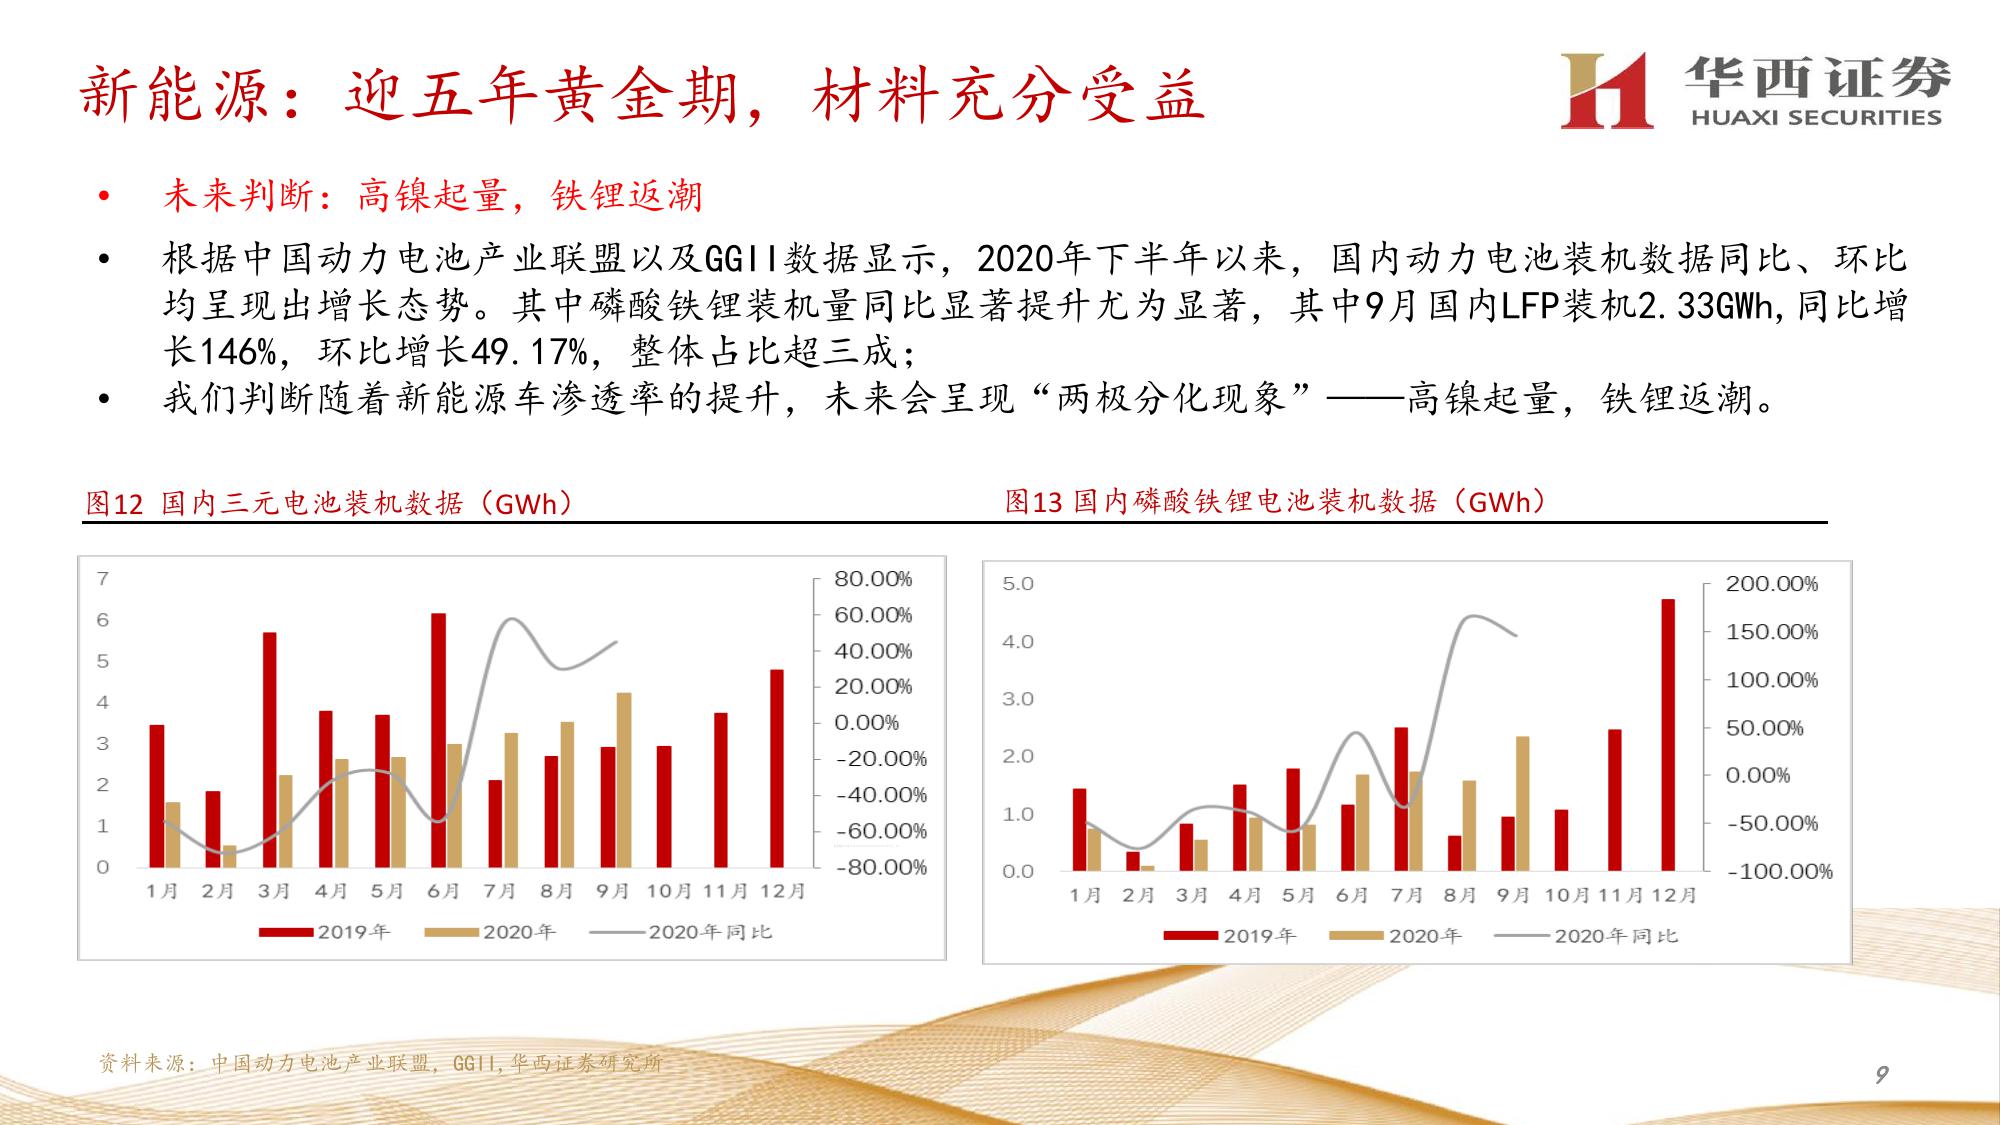 新能源：迎五年黄金期，材料充分受益
华西证券
HUAXI SECURITIES
• 未来判断：高镍起量，铁锂返潮
• 根据中国动力电池产业联盟以及GGII数据显示，2020年下半年以来，国内动力电池装机数据同比、环比
均呈现出增长态势。其中磷酸铁锂装机量同比显著提升尤为显著，其中9月国内LFP装机2.33GWh,同比增
长146%，环比增长49.17%，整体占比超三成；
• 我们判断随着新能源车渗透率的提升，未来会呈现“两极分化现象”——高镍起量，铁锂返潮。
图12 国内三元电池装机数据（GWh）
7
6
5
4
3
2
1
0
80.00%
60.00%
40.00%
20.00%
0.00%
-20.00%
-40.00%
-60.00%
-80.00%
1月 2月 3月 4月 5月 6月 7月 8月 9月 10月 11月 12月
2019年 2020年 2020年同比
图13 国内磷酸铁锂电池装机数据（GWh）
5.0
4.0
3.0
2.0
1.0
0.0
200.00%
150.00%
100.00%
50.00%
0.00%
-50.00%
-100.00%
1月 2月 3月 4月 5月 6月 7月 8月 9月 10月 11月 12月
2019年 2020年 2020年同比
资料来源：中国动力电池产业联盟，GGII,华西证券研究所
9